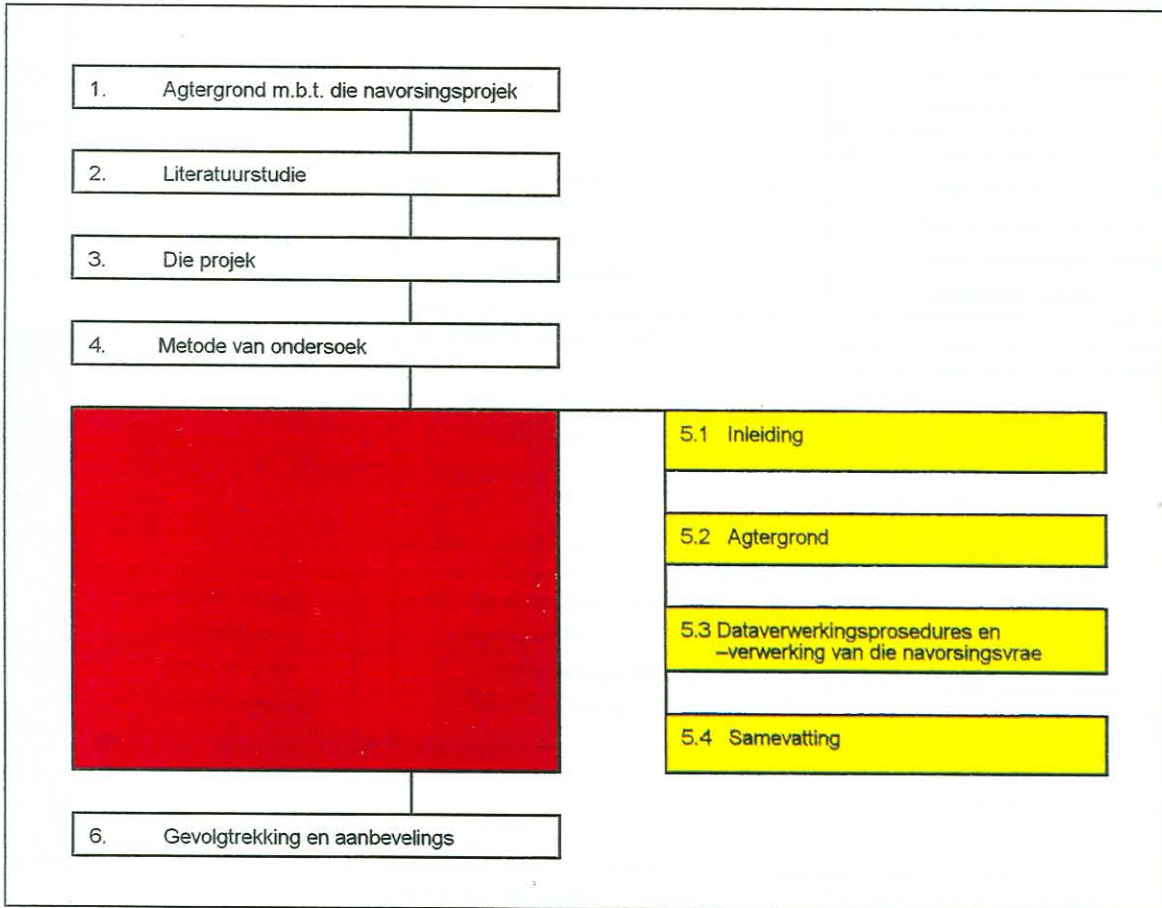 1. Agtergrond m.b.t. die navorsingsprojek
2. Literatuurstudie
3. Die projek
4. Metode van ondersoek
5.1 Inleiding
5.2 Agtergrond
5.3 Dataverwerkingsprosedures en
–verwerking van die navorsingsvrae
5.4 Samevatting
6. Gevolgtrekking en aanbevelings